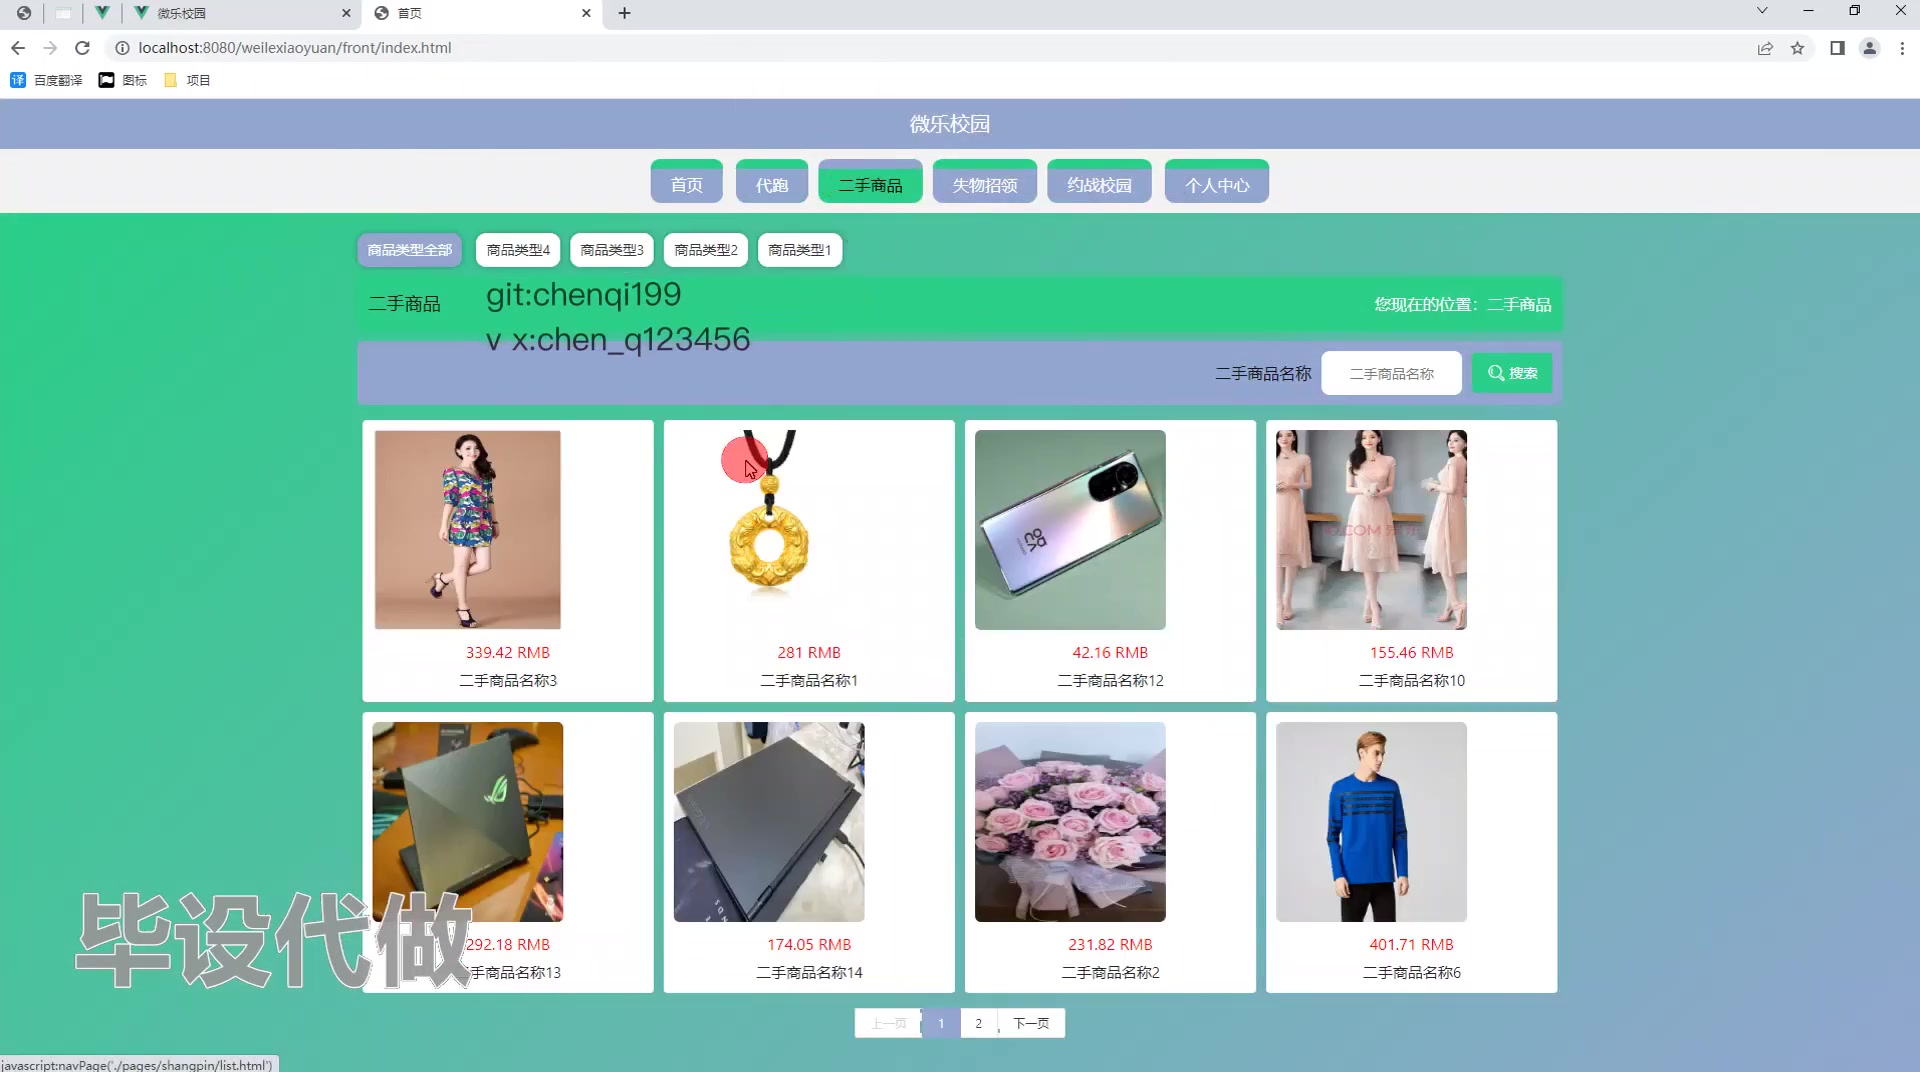 微乐校园
首页
localhost:8080/weilexiaoyuan/front/index.html
百度翻译
图标
项目
微乐校园
首页
代跑
二手商品
失物招领
约战校园
个人中心
商品类型全部
商品类型4
商品类型3
商品类型2
商品类型1
二手商品
git:chenqi199
v x:chen_q123456
您现在的位置：二手商品
二手商品名称
二手商品名称
搜索
339.42 RMB
二手商品名称3
281 RMB
二手商品名称1
42.16 RMB
二手商品名称12
155.46 RMB
二手商品名称10
292.18 RMB
手商品名称13
174.05 RMB
二手商品名称14
231.82 RMB
二手商品名称2
401.71 RMB
二手商品名称6
毕设代做
上一页
1
2
下一页
javascript:navPage('./pages/shangpin/list.html')